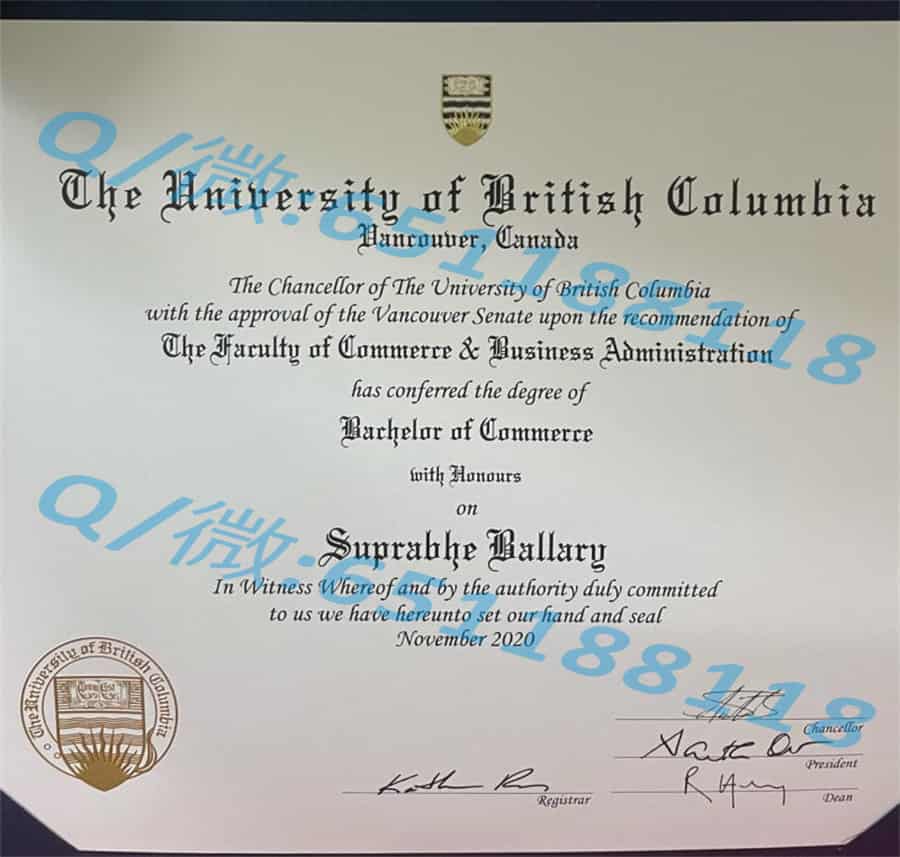 The University of British Columbia
Vancouver, Canada
The Chancellor of The University of British Columbia
with the approval of the Vancouver Senate upon the recommendation of
The Faculty of Commerce & Business Administration
has conferred the degree of
Bachelor of Commerce
with Honours
on
Suprabhe Ballary
In Witness Whereof and by the authority duly committed
to us we have hereunto set our hand and seal
November 2020
The University of British Columbia
Chancellor
President
Registrar
Dean
Q/微:651188118
Q/微:651188118